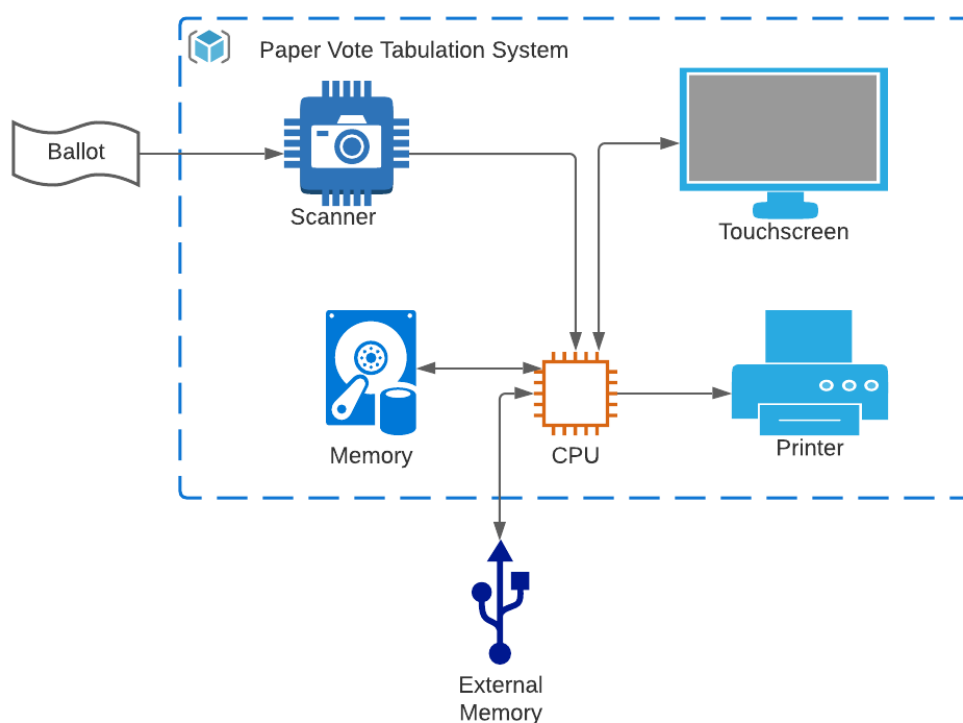 Paper Vote Tabulation System
Ballot
Scanner
Touchscreen
Memory
CPU
Printer
External
Memory